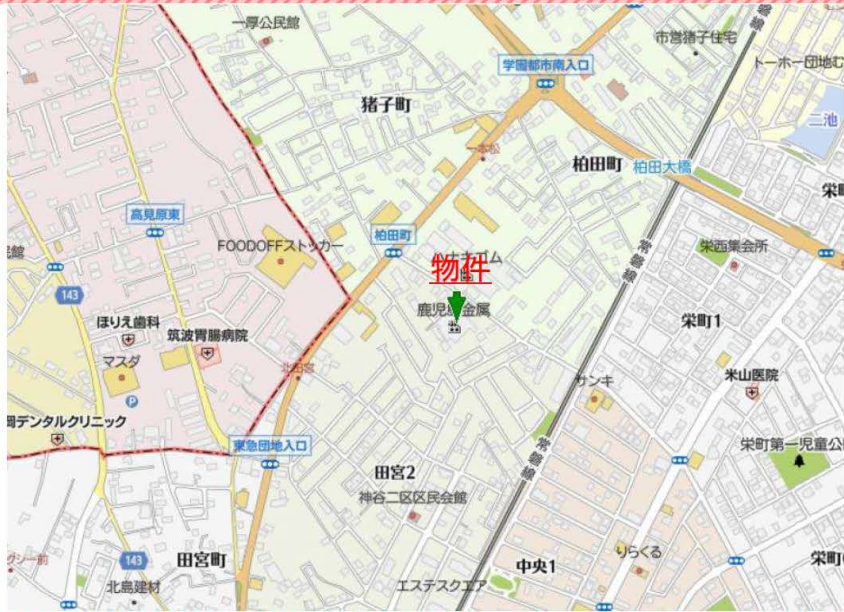 一厚公民館
市営猪子住宅
学園都市南入口
トーホー団地む
猪子町
二池
一本松
柏田町
柏田大橋
栄町
高見原東
FOODOFFストッカー
柏田町
常磐線
栄西集会所
物件
143
鹿児島金属
栄町1
ほりえ歯科
筑波胃腸病院
マスダ
P
北田宮
サンキ
米山医院
岡デンタルクリニック
東急団地入口
常磐線
栄町第一児童公
田宮2
神谷二区区民会館
143
田宮町
中央1
りらくる
栄町
クシー前
北島建材
エステスクエア